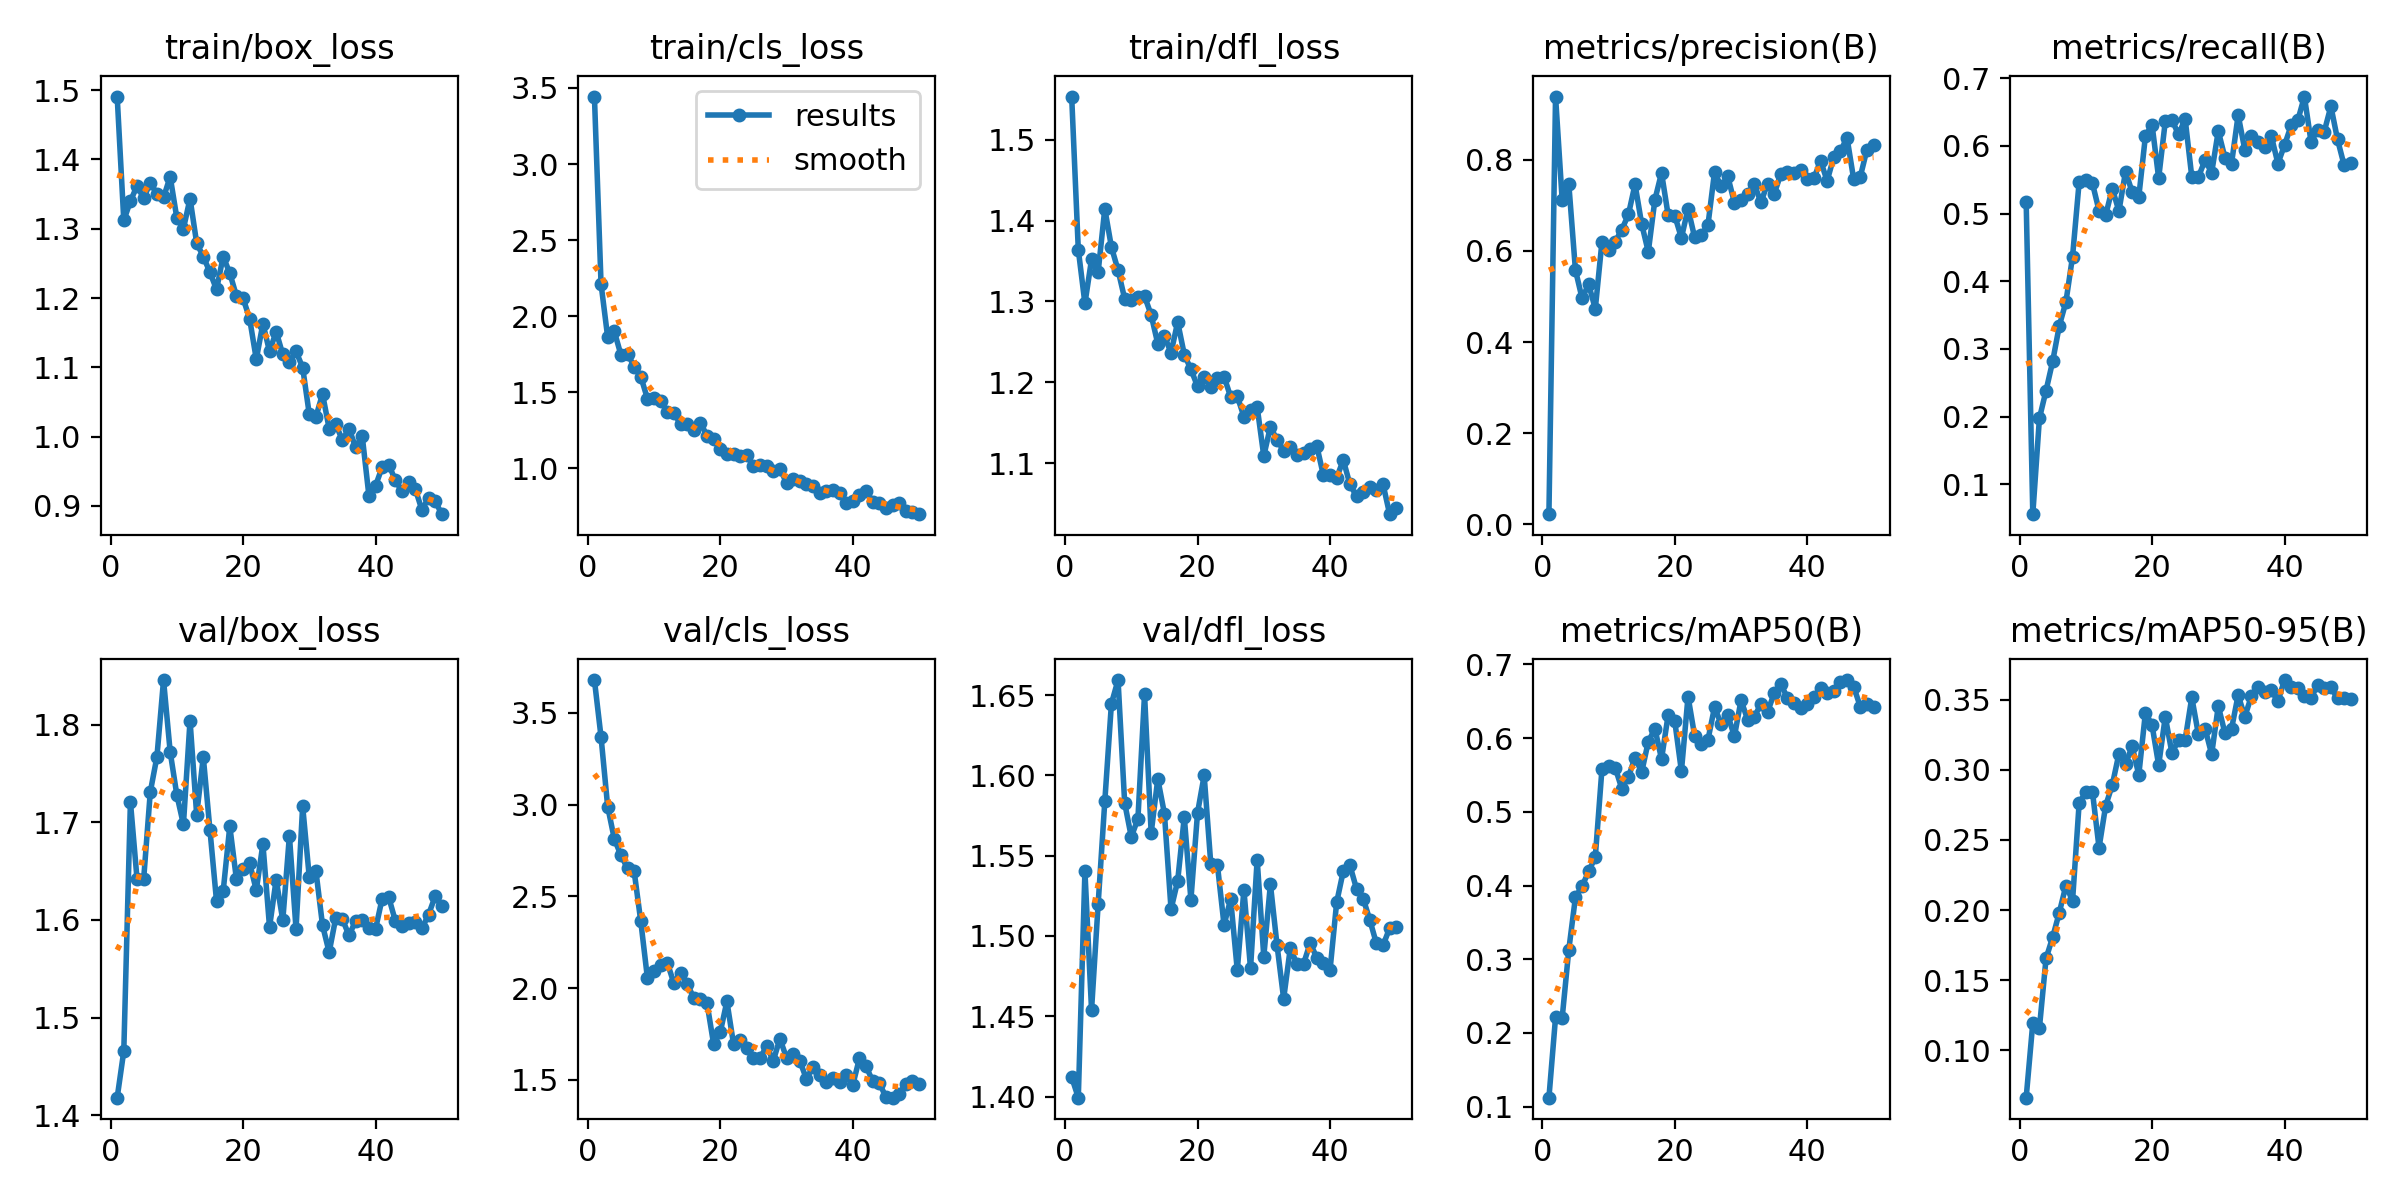 train/box_loss
1.5
1.4
1.3
1.2
1.1
1.0
0.9
0 20 40
train/cls_loss
results
smooth
3.5
3.0
2.5
2.0
1.5
1.0
0 20 40
train/dfl_loss
1.5
1.4
1.3
1.2
1.1
0 20 40
metrics/precision(B)
0.8
0.6
0.4
0.2
0.0
0 20 40
metrics/recall(B)
0.7
0.6
0.5
0.4
0.3
0.2
0.1
0 20 40
val/box_loss
1.8
1.7
1.6
1.5
1.4
0 20 40
val/cls_loss
3.5
3.0
2.5
2.0
1.5
0 20 40
val/dfl_loss
1.65
1.60
1.55
1.50
1.45
1.40
0 20 40
metrics/mAP50(B)
0.7
0.6
0.5
0.4
0.3
0.2
0.1
0 20 40
metrics/mAP50-95(B)
0.35
0.30
0.25
0.20
0.15
0.10
0 20 40